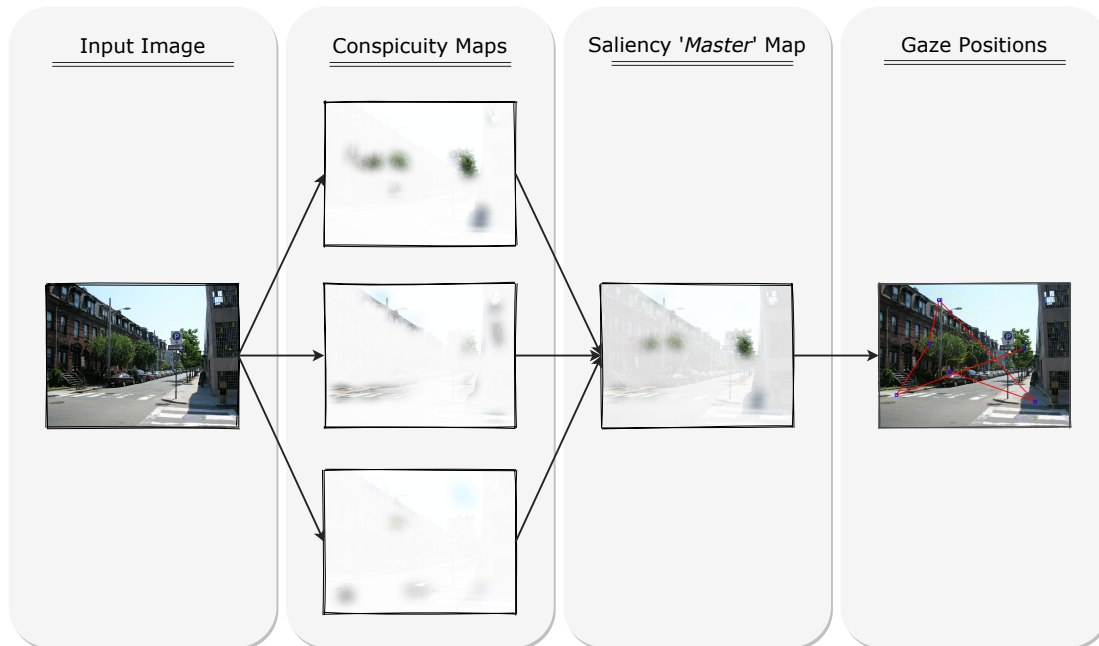 Input Image
Conspicuity Maps
Saliency 'Master' Map
Gaze Positions
P